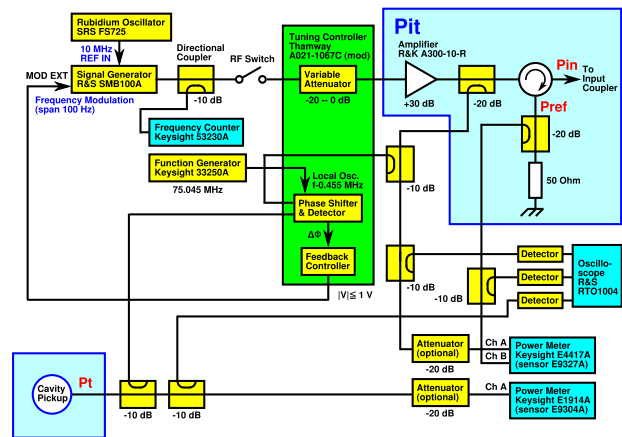 Rubidium Oscillator
SRS FS725
10 MHz
REF IN
MOD EXT
Signal Generator
R&S SMB100A
Frequency Modulation
(span 100 Hz)
Directional
Coupler
-10 dB
RF Switch
Frequency Counter
Keysight 53230A
Function Generator
Keysight 33250A
75.045 MHz
Tuning Controller
Thamway
A021-1067C (mod)
Variable
Attenuator
-20 -- 0 dB
Local Osc.
f-0.455 MHz
Phase Shifter
& Detector
ΔΦ
Feedback
Controller
|V|≦ 1 V
Pit
Amplifier
R&K A300-10-R
+30 dB
-20 dB
Pin
To
Input
Coupler
Pref
-20 dB
50 Ohm
-10 dB
-10 dB
-10 dB
Detector
Detector
Detector
Oscillo-
scope
R&S
RTO1004
Attenuator
(optional)
-20 dB
Ch A
Ch B
Power Meter
Keysight E4417A
(sensor E9327A)
Cavity
Pickup
Pt
-10 dB
-10 dB
Attenuator
(optional)
-20 dB
Ch A
Power Meter
Keysight E1914A
(sensor E9304A)